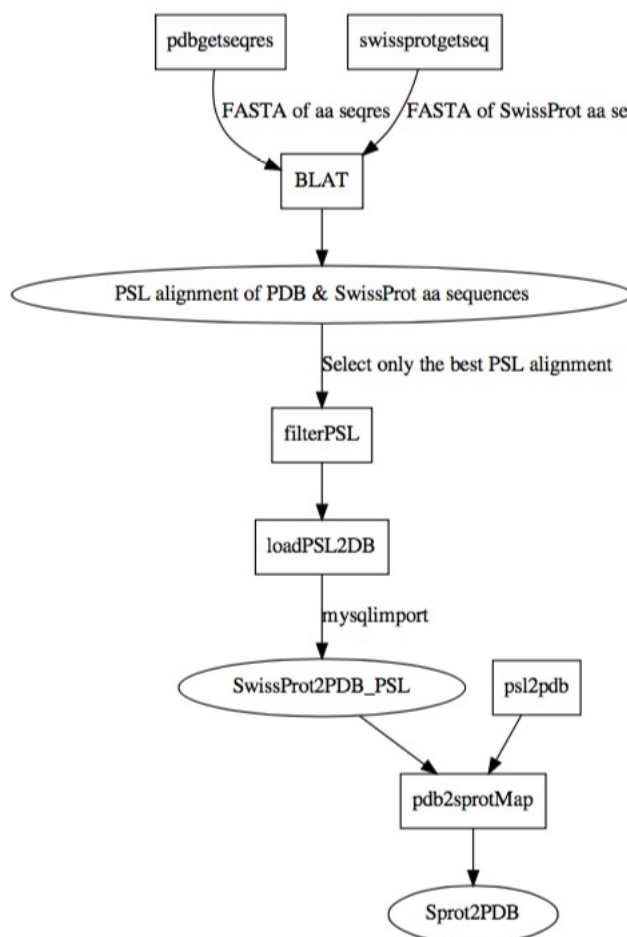 pdbgetseqres
swissprotgetseq
FASTA of aa seqres
FASTA of SwissProt aa se
BLAT
PSL alignment of PDB & SwissProt aa sequences
Select only the best PSL alignment
filterPSL
loadPSL2DB
mysqlimport
SwissProt2PDB_PSL
psl2pdb
pdb2sprotMap
Sprot2PDB